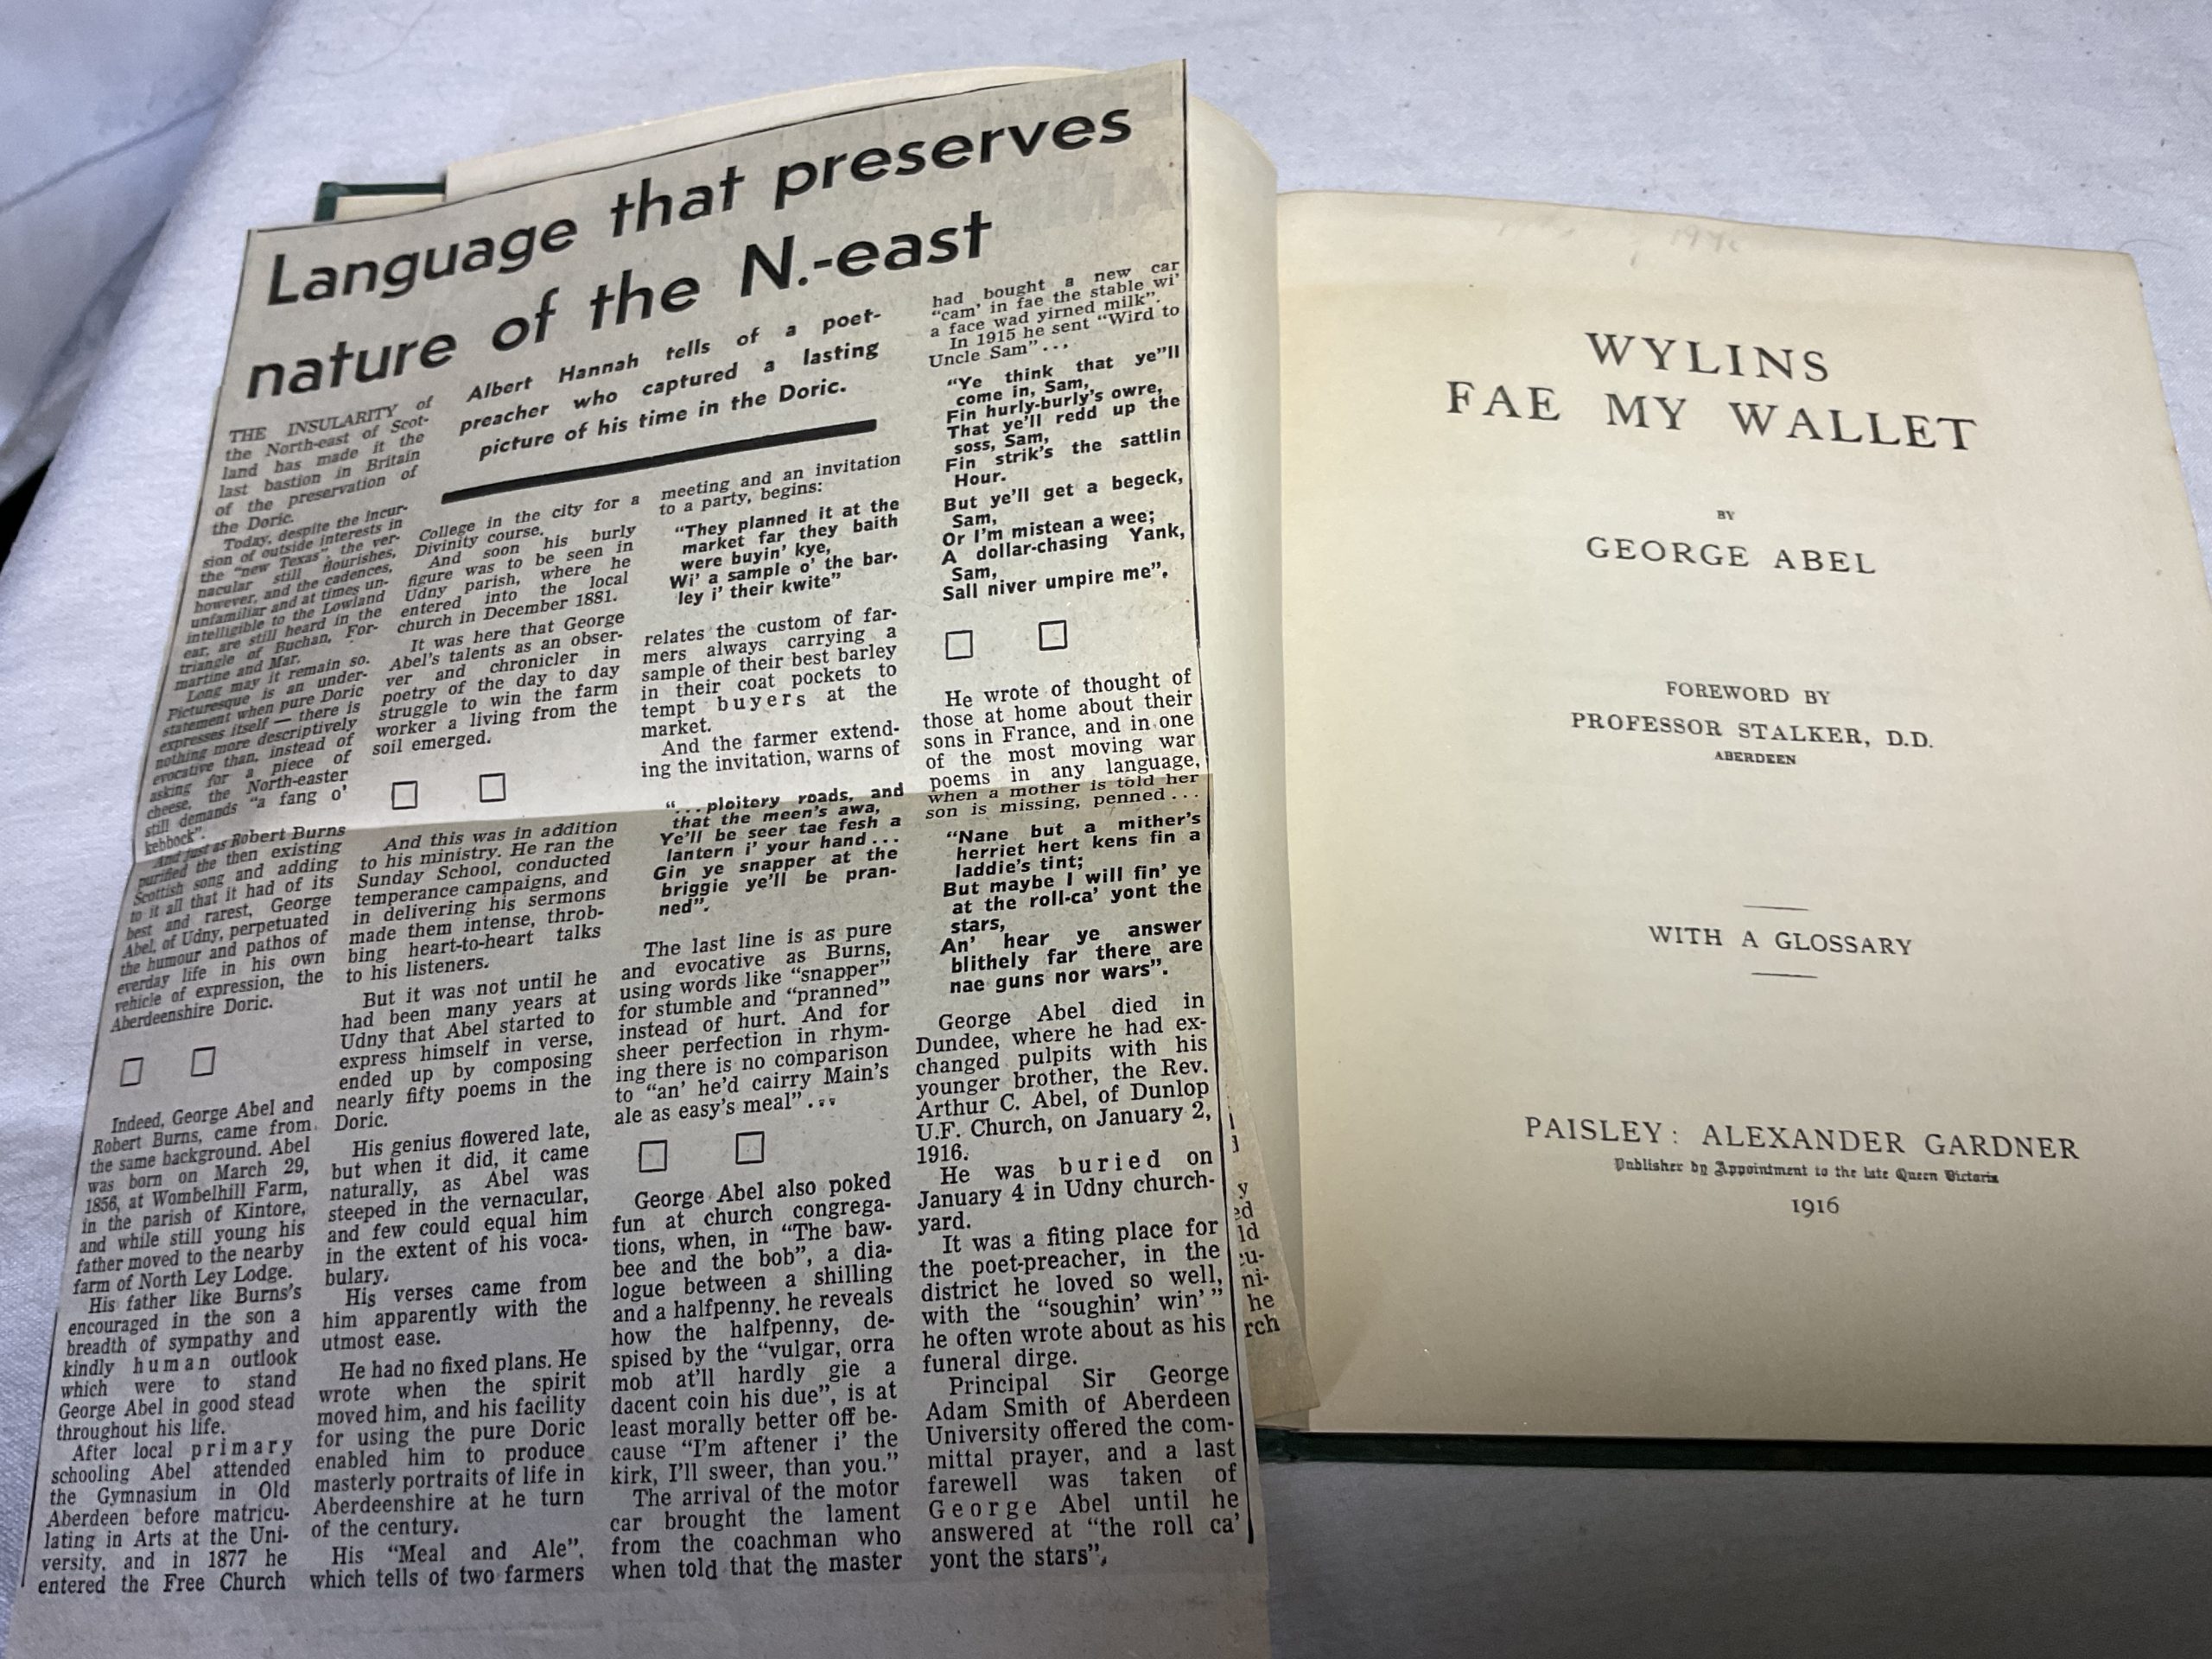 Language that preserves
nature of the N.-east
Albert Hannah tells of a poet-
preacher who captured a lasting
picture of his time in the Doric.
THE INSULARITY of
the North-east of Scot-
land has made it the
last bastion in Britain
of the preservation of
the Doric.
Today, despite the incur-
sion of outside interests in
the "new Texas", the ver-
nacular still flourishes,
however, and the cadences,
unfamiliar and at times un-
intelligible to the Lowland
ear, are still heard in the
triangle of Buchan, For-
martine and Mar.
Long may it remain so.
Picturesque is an under-
statement when pure Doric
expresses itself — there is
nothing more descriptively
evocative than, instead of
asking for a piece of
cheese, the North-easter
still demands "a fang o'
kebbock".
And just as Robert Burns
purified the then existing
Scottish song and adding
to it all that it had of its
best and rarest, George
Abel, of Udny, perpetuated
the humour and pathos of
everday life in his own
vehicle of expression, the
Aberdeenshire Doric.
Indeed, George Abel and
Robert Burns, came from
the same background. Abel
was born on March 29,
1856, at Wombelhill Farm,
in the parish of Kintore,
and while still young his
father moved to the nearby
farm of North Ley Lodge.
His father like Burns's
encouraged in the son a
breadth of sympathy and
kindly human outlook
which were to stand
George Abel in good stead
throughout his life.
After local primary
schooling Abel attended
the Gymnasium in Old
Aberdeen before matricu-
lating in Arts at the Uni-
versity, and in 1877 he
entered the Free Church
College in the city for a
Divinity course.
And soon his burly
figure was to be seen in
Udny parish, where he
entered into the local
church in December 1881.
It was here that George
Abel's talents as an obser-
ver and chronicler in
poetry of the day to day
struggle to win the farm
worker a living from the
soil emerged.
And this was in addition
to his ministry. He ran the
Sunday School, conducted
temperance campaigns, and
in delivering his sermons
made them intense, throb-
bing heart-to-heart talks
to his listeners.
But it was not until he
had been many years at
Udny that Abel started to
express himself in verse,
ended up by composing
nearly fifty poems in the
Doric.
His genius flowered late,
but when it did, it came
naturally, as Abel was
steeped in the vernacular,
and few could equal him
in the extent of his voca-
bulary.
His verses came from
him apparently with the
utmost ease.
He had no fixed plans. He
wrote when the spirit
moved him, and his facility
for using the pure Doric
enabled him to produce
masterly portraits of life in
Aberdeenshire at he turn
of the century.
His "Meal and Ale",
which tells of two farmers
meeting and an invitation
to a party, begins:
"They planned it at the
market far they baith
were buyin' kye,
Wi' a sample o' the bar-
ley i' their kwite"
relates the custom of far-
mers always carrying a
sample of their best barley
in their coat pockets to
tempt buyers at the
market.
And the farmer extend-
ing the invitation, warns of
"...ploitery roads, and
that the meen's awa,
Ye'll be seer tae fesh a
lantern i' your hand...
Gin ye snapper at the
briggie ye'll be pran-
ned".
The last line is as pure
and evocative as Burns,
using words like "snapper"
for stumble and "pranned"
instead of hurt. And for
sheer perfection in rhym-
ing there is no comparison
to "an' he'd cairry Main's
ale as easy's meal"...
George Abel also poked
fun at church congrega-
tions, when, in "The baw-
bee and the bob", a dia-
logue between a shilling
and a halfpenny, he reveals
how the halfpenny, de-
spised by the "vulgar, orra
mob at'll hardly gie a
dacent coin his due", is at
least morally better off be-
cause "I'm aftener i' the
kirk, I'll sweer, than you."
The arrival of the motor
car brought the lament
from the coachman who
when told that the master
had bought a new car
"cam' in fae the stable wi'
a face wad yirned milk".
In 1915 he sent "Wird to
Uncle Sam"...
"Ye think that ye"ll
come in, Sam,
Fin hurly-burly's owre,
That ye'll redd up the
soss, Sam,
Fin strik's the sattlin
Hour.
But ye'll get a begeck,
Sam,
Or I'm mistean a wee;
A dollar-chasing Yank,
Sam,
Sall niver umpire me".
He wrote of thought of
those at home about their
sons in France, and in one
of the most moving war
poems in any language,
when a mother is told her
son is missing, penned...
"Nane but a mither's
herriet hert kens fin a
laddie's tint;
But maybe I will fin' ye
at the roll-ca' yont the
stars,
An' hear ye answer
blithely far there are
nae guns nor wars".
George Abel died in
Dundee, where he had ex-
changed pulpits with his
younger brother, the Rev.
Arthur C. Abel, of Dunlop
U.F. Church, on January 2,
1916.
He was buried on
January 4 in Udny church-
yard.
It was a fiting place for
the poet-preacher, in the
district he loved so well,
with the "soughin' win'"
he often wrote about as his
funeral dirge.
Principal Sir George
Adam Smith of Aberdeen
University offered the com-
mittal prayer, and a last
farewell was taken of
George Abel until he
answered at "the roll ca'
yont the stars".
y
ed
ld
cu-
ni-
he
rch
WYLINS
FAE MY WALLET
BY
GEORGE ABEL
FOREWORD BY
PROFESSOR STALKER, D.D.
ABERDEEN
WITH A GLOSSARY
PAISLEY: ALEXANDER GARDNER
Publisher by Appointment to the late Queen Victoria
1916